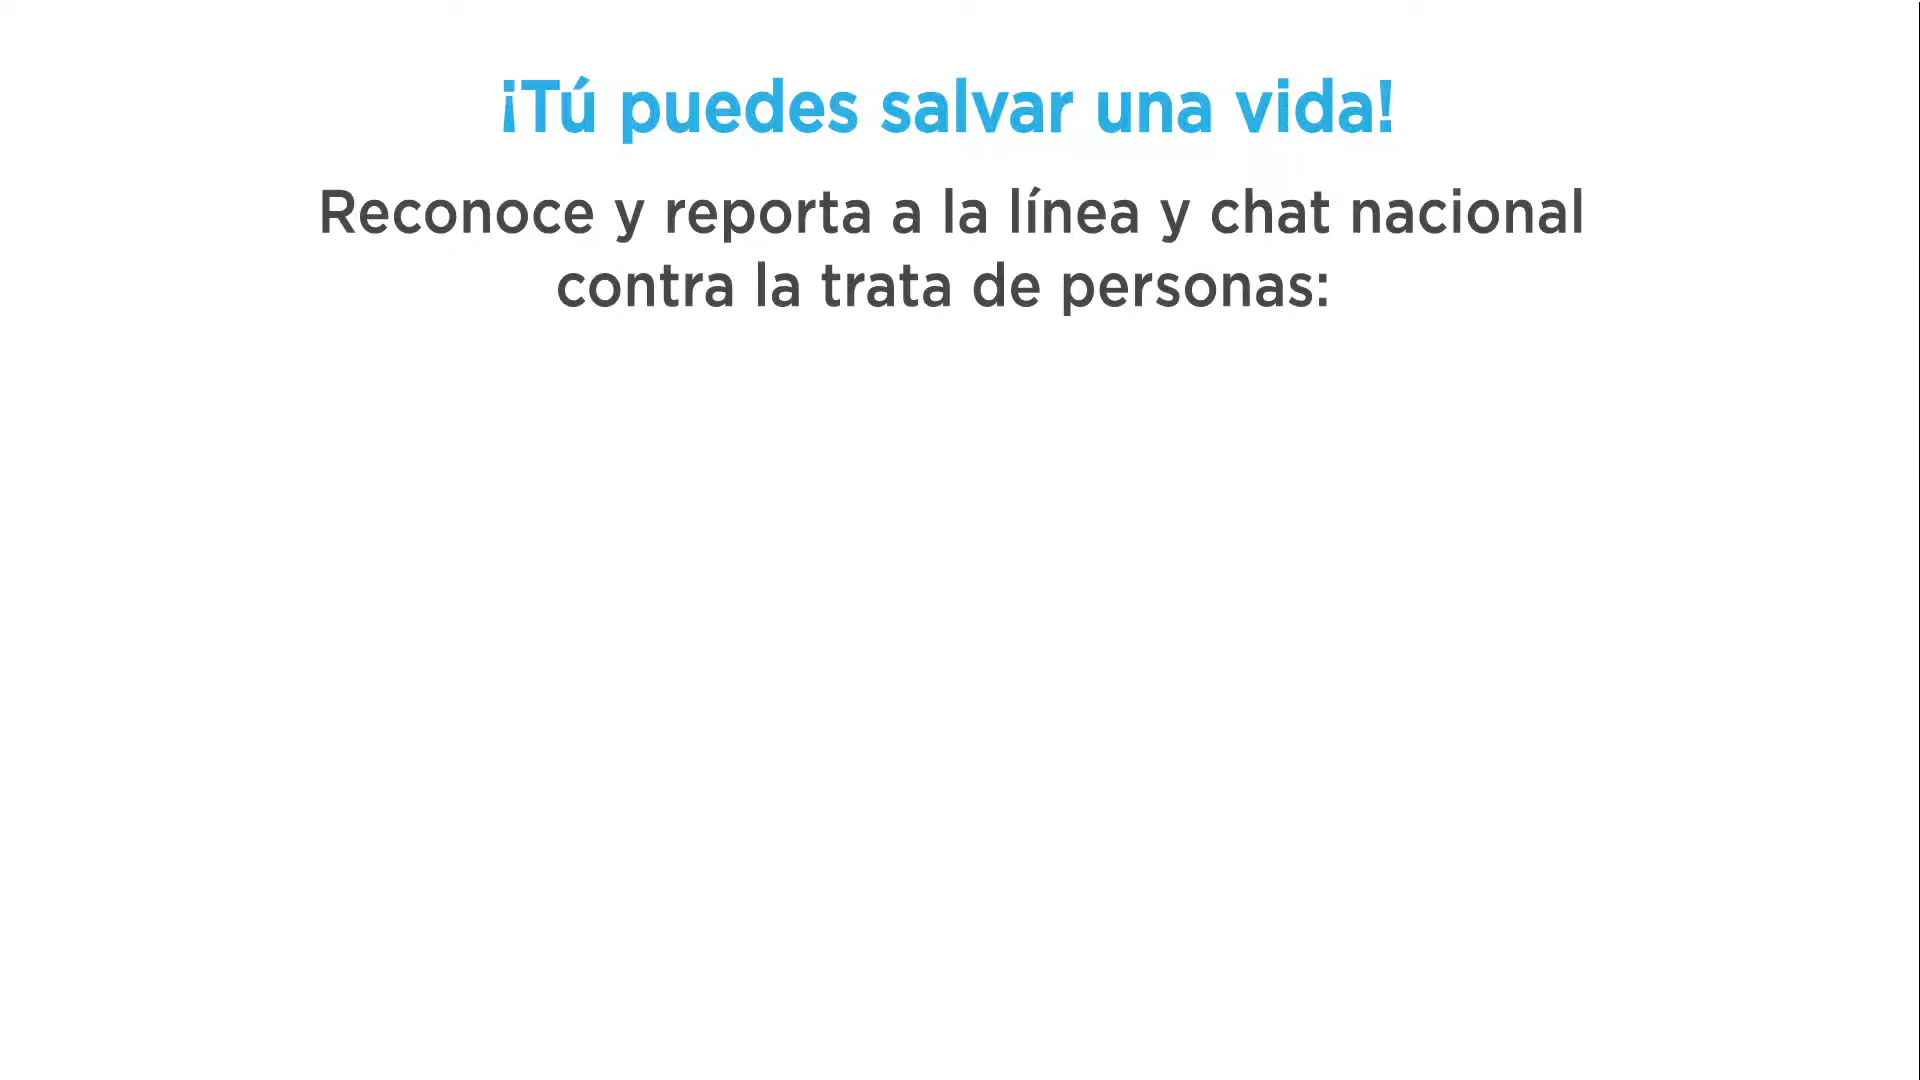 ¡Tú puedes salvar una vida!
Reconoce y reporta a la línea y chat nacional
contra la trata de personas: